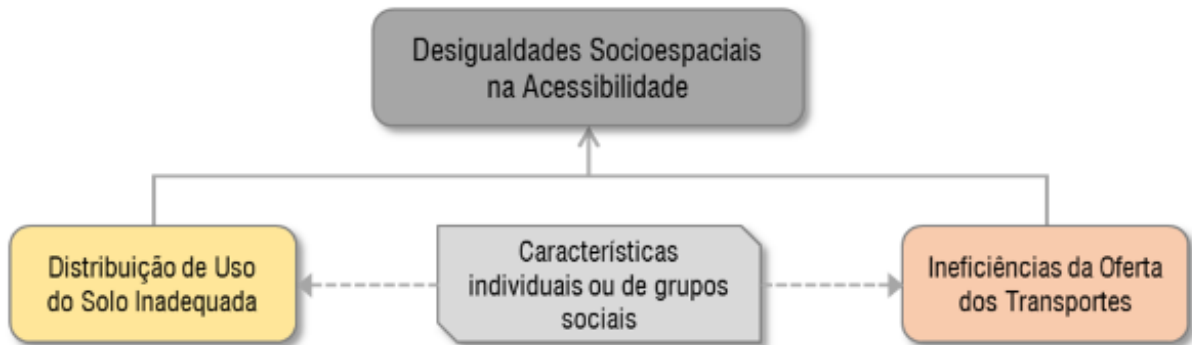 Desigualdades Socioespaciais
na Acessibilidade
Distribuição de Uso
do Solo Inadequada
Características
individuais ou de grupos
sociais
Ineficiências da Oferta
dos Transportes